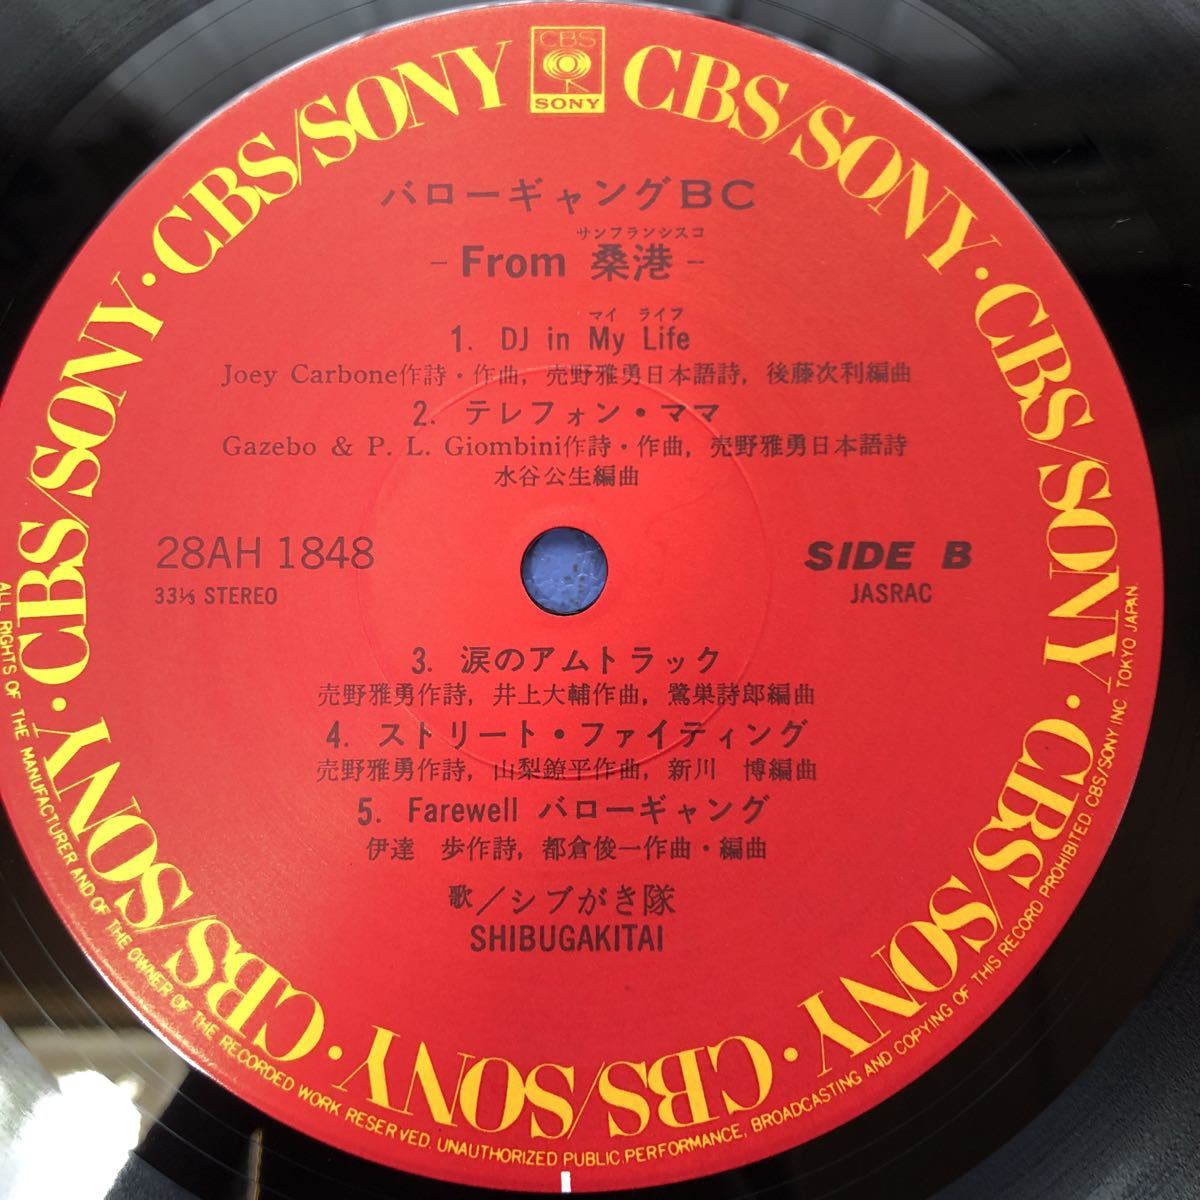 CBS
SONY
CBS/SONY · CBS/SONY · CBS/SONY · CBS/SONY · CBS/SONY · CBS/SONY · CBS/SONY · CBS/SONY
バローギャングBC
サンフランシスコ
- From 桑港 -
マイ ライフ
1. DJ in My Life
Joey Carbone作詩・作曲, 売野雅勇日本語詩, 後藤次利編曲
2. テレフォン・ママ
Gazebo & P. L. Giombini作詩・作曲, 売野雅勇日本語詩
水谷公生編曲
28AH 1848
33⅓ STEREO
SIDE B
JASRAC
3. 涙のアムトラック
売野雅勇作詩, 井上大輔作曲, 鷺巣詩郎編曲
4. ストリート・ファイティング
売野雅勇作詩, 山梨鐐平作曲, 新川 博編曲
5. Farewell バローギャング
伊達 歩作詩, 都倉俊一作曲・編曲
歌/シブがき隊
SHIBUGAKITAI
ALL RIGHTS OF THE MANUFACTURER AND OF THE OWNER OF THE RECORDED WORK RESERVED. UNAUTHORIZED PUBLIC PERFORMANCE, BROADCASTING AND COPYING OF THIS RECORD PROHIBITED. CBS/SONY INC. TOKYO JAPAN.